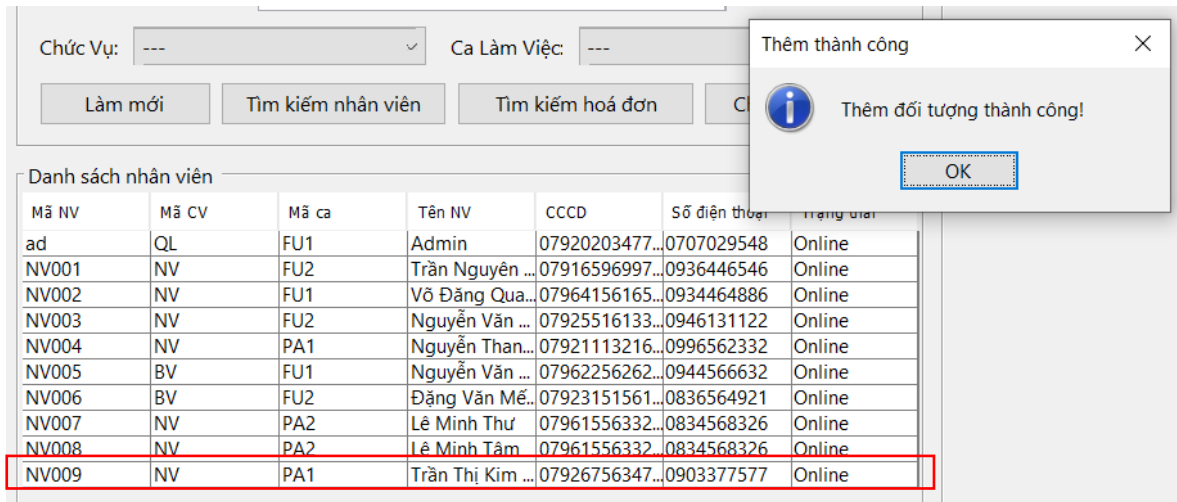 Chức Vụ: --- Ca Làm Việc: ---
Thêm thành công
Thêm đối tượng thành công!
OK
Làm mới Tìm kiếm nhân viên Tìm kiếm hoá đơn
Danh sách nhân viên
Mã NV Mã CV Mã ca Tên NV CCCD Số điện thoại Trạng thái
ad QL FU1 Admin 07920203477... 0707029548 Online
NV001 NV FU2 Trần Nguyên ... 07916596997... 0936446546 Online
NV002 NV FU1 Võ Đăng Qua... 07964156165... 0934464886 Online
NV003 NV FU2 Nguyễn Văn ... 07925516133... 0946131122 Online
NV004 NV PA1 Nguyễn Than... 07921113216... 0996562332 Online
NV005 BV FU1 Nguyễn Văn ... 07962256262... 0944566632 Online
NV006 BV FU2 Đặng Văn Mế... 07923151561... 0836564921 Online
NV007 NV PA2 Lê Minh Thư 07961556332... 0834568326 Online
NV008 NV PA2 Lê Minh Tâm 07961556332... 0834568326 Online
NV009 NV PA1 Trần Thị Kim ... 07926756347... 0903377577 Online